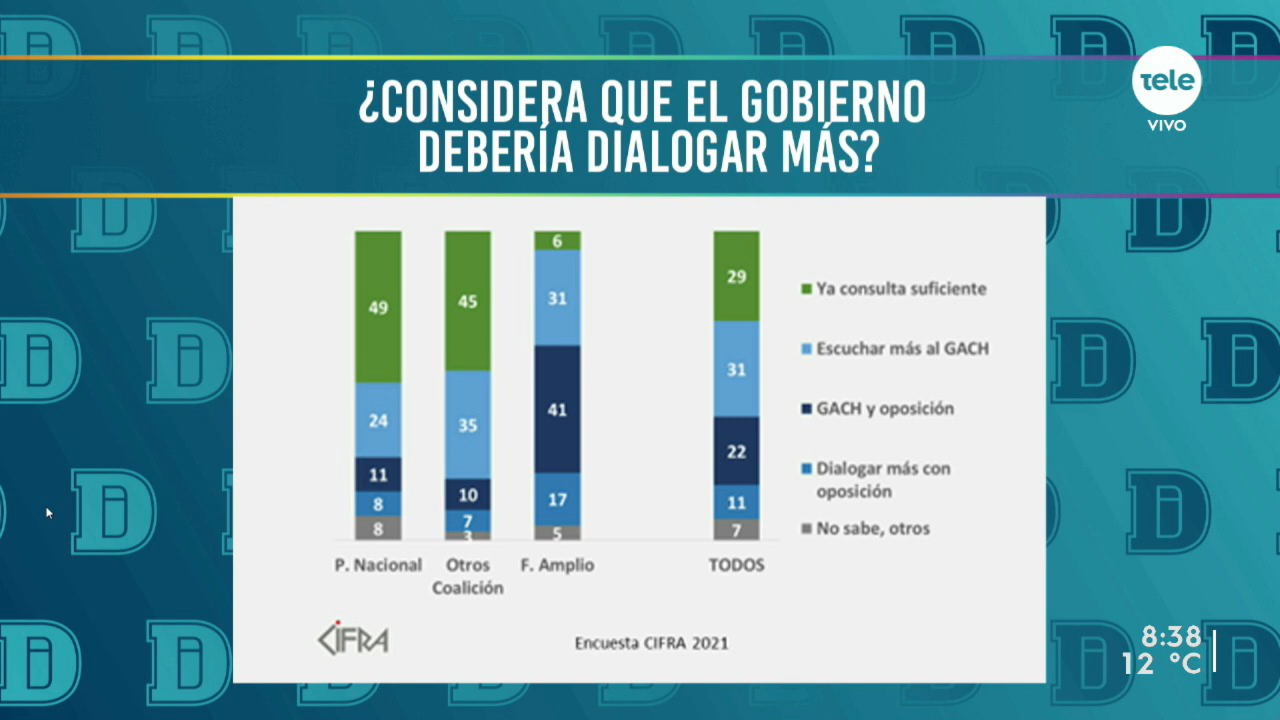 ¿CONSIDERA QUE EL GOBIERNO
DEBERÍA DIALOGAR MÁS?
tele
VIVO
49
24
11
8
8
45
35
10
7
3
6
31
41
17
5
29
31
22
11
7
Ya consulta suficiente
Escuchar más al GACH
GACH y oposición
Dialogar más con
oposición
No sabe, otros
P. Nacional
Otros
Coalición
F. Amplio
TODOS
CIFRA
Encuesta CIFRA 2021
8:38
12 °C